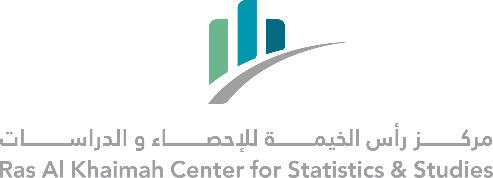 مركز رأس الخيمة للإحصاء و الدراسات
Ras Al Khaimah Center for Statistics & Studies